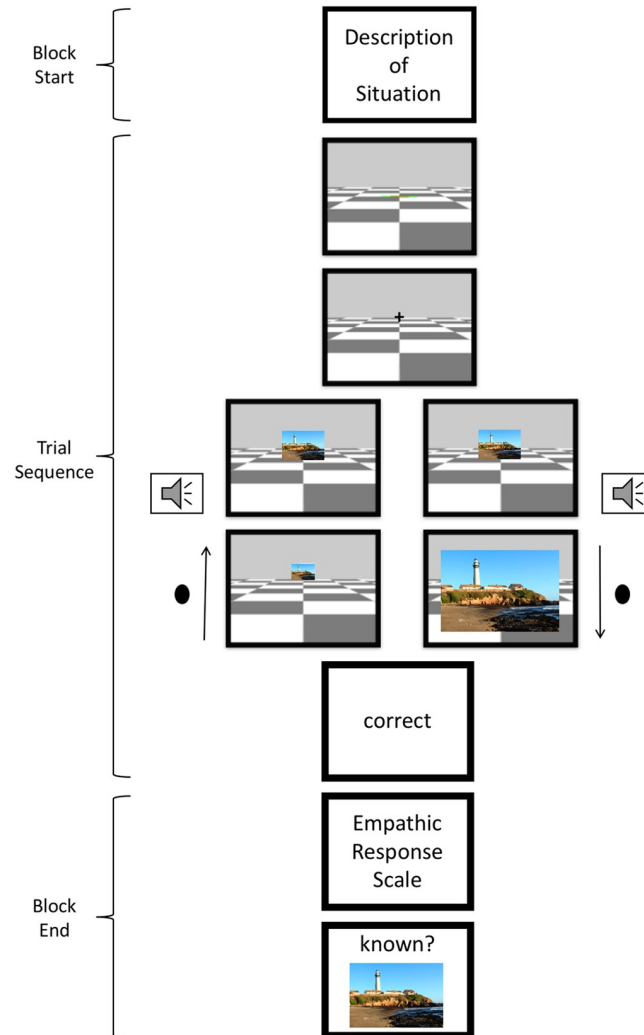 Block
Start
Description
of
Situation
Trial
Sequence
correct
Block
End
Empathic
Response
Scale
known?